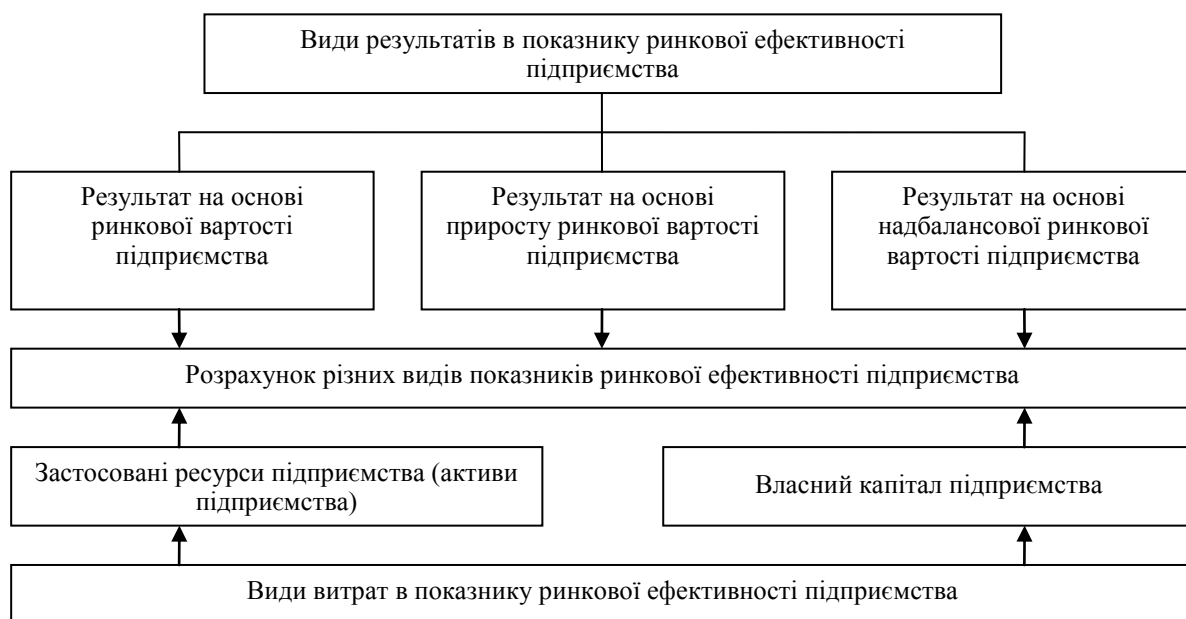 Види результатів в показнику ринкової ефективності
підприємства
Результат на основі
ринкової вартості
підприємства
Результат на основі
приросту ринкової вартості
підприємства
Результат на основі
надбалансової ринкової
вартості підприємства
Розрахунок різних видів показників ринкової ефективності підприємства
Застосовані ресурси підприємства (активи
підприємства)
Власний капітал підприємства
Види витрат в показнику ринкової ефективності підприємства